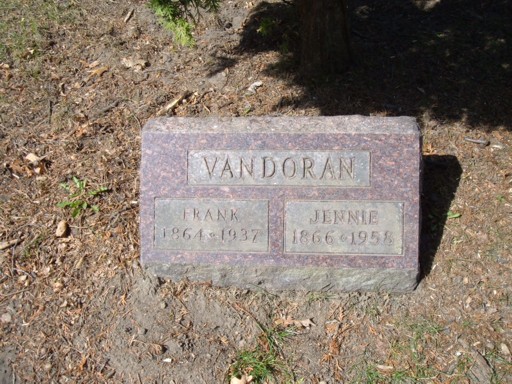 VANDORAN
FRANK
1864 - 1937
JENNIE
1866 - 1958